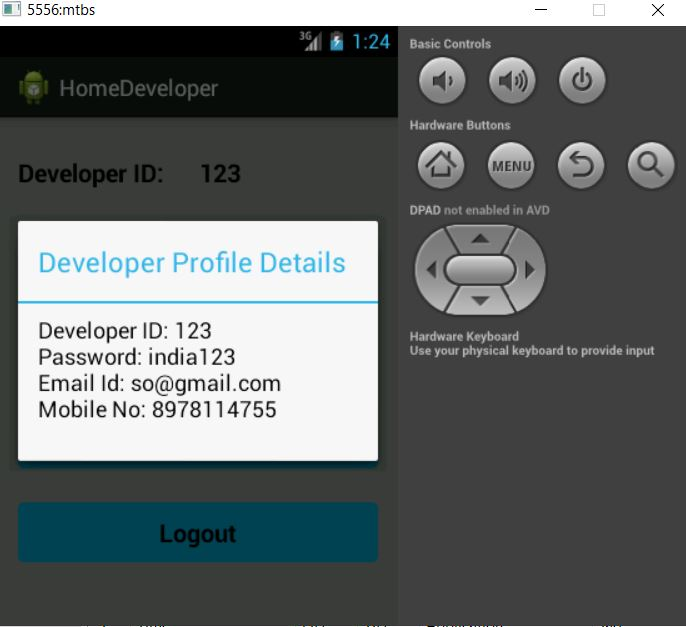 5556:mtbs
3G 1:24
HomeDeveloper
Developer ID: 123
Developer Profile Details
Developer ID: 123
Password: india123
Email Id: so@gmail.com
Mobile No: 8978114755
Logout
Basic Controls
Hardware Buttons
MENU
DPAD not enabled in AVD
Hardware Keyboard
Use your physical keyboard to provide input